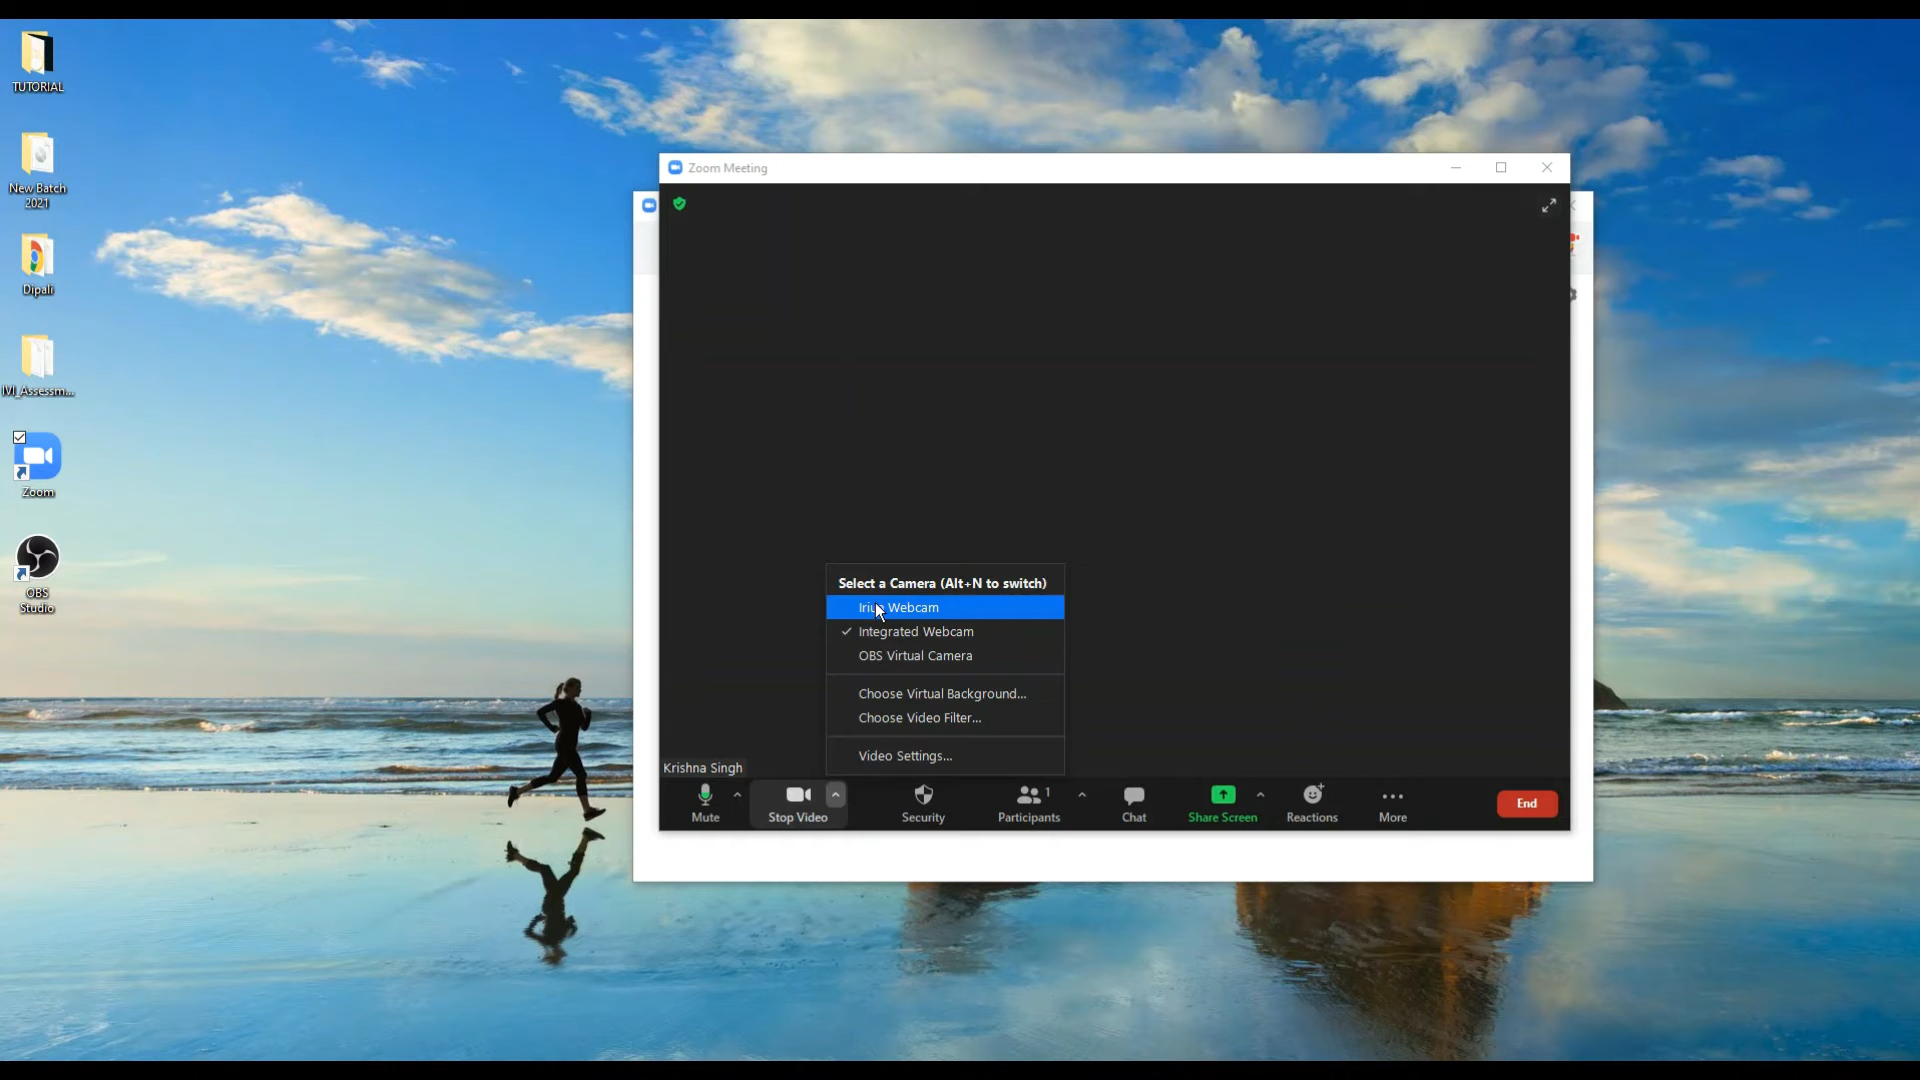 TUTORIAL
New Batch
2021
Dipali
IVI_Assessm...
Zoom
OBS
Studio
Zoom Meeting
Select a Camera (Alt+N to switch)
Webcam
Integrated Webcam
OBS Virtual Camera
Choose Virtual Background...
Choose Video Filter...
Video Settings...
Krishna Singh
Mute
Stop Video
Security
1
Participants
Chat
Share Screen
Reactions
More
End